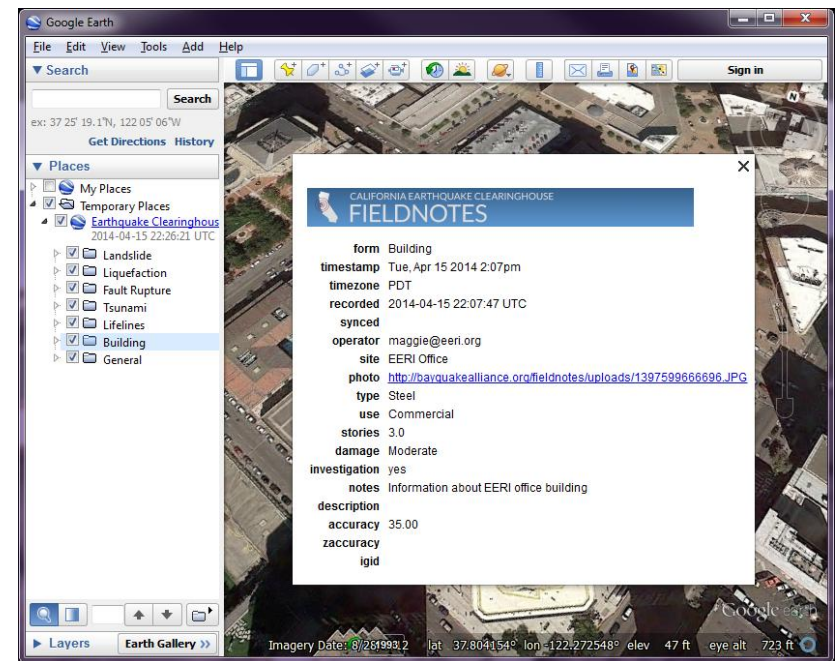 Google Earth
File Edit View Tools Add Help
▼ Search
Search
ex: 37 25' 19.1"N, 122 05' 06"W
Get Directions History
▼ Places
My Places
Temporary Places
Earthquake Clearinghous
2014-04-15 22:26:21 UTC
Landslide
Liquefaction
Fault Rupture
Tsunami
Lifelines
Building
General
▶ Layers
Earth Gallery »
Sign in
N
CALIFORNIA EARTHQUAKE CLEARINGHOUSE
FIELDNOTES
form Building
timestamp Tue, Apr 15 2014 2:07pm
timezone PDT
recorded 2014-04-15 22:07:47 UTC
synced
operator maggie@eeri.org
site EERI Office
photo http://bayquakealliance.org/fieldnotes/uploads/1397599666696.JPG
type Steel
use Commercial
stories 3.0
damage Moderate
investigation yes
notes Information about EERI office building
description
accuracy 35.00
zaccuracy
igid
Google earth
Imagery Date: lat 37.804154° lon -122.272548° elev 47 ft eye alt 723 ft